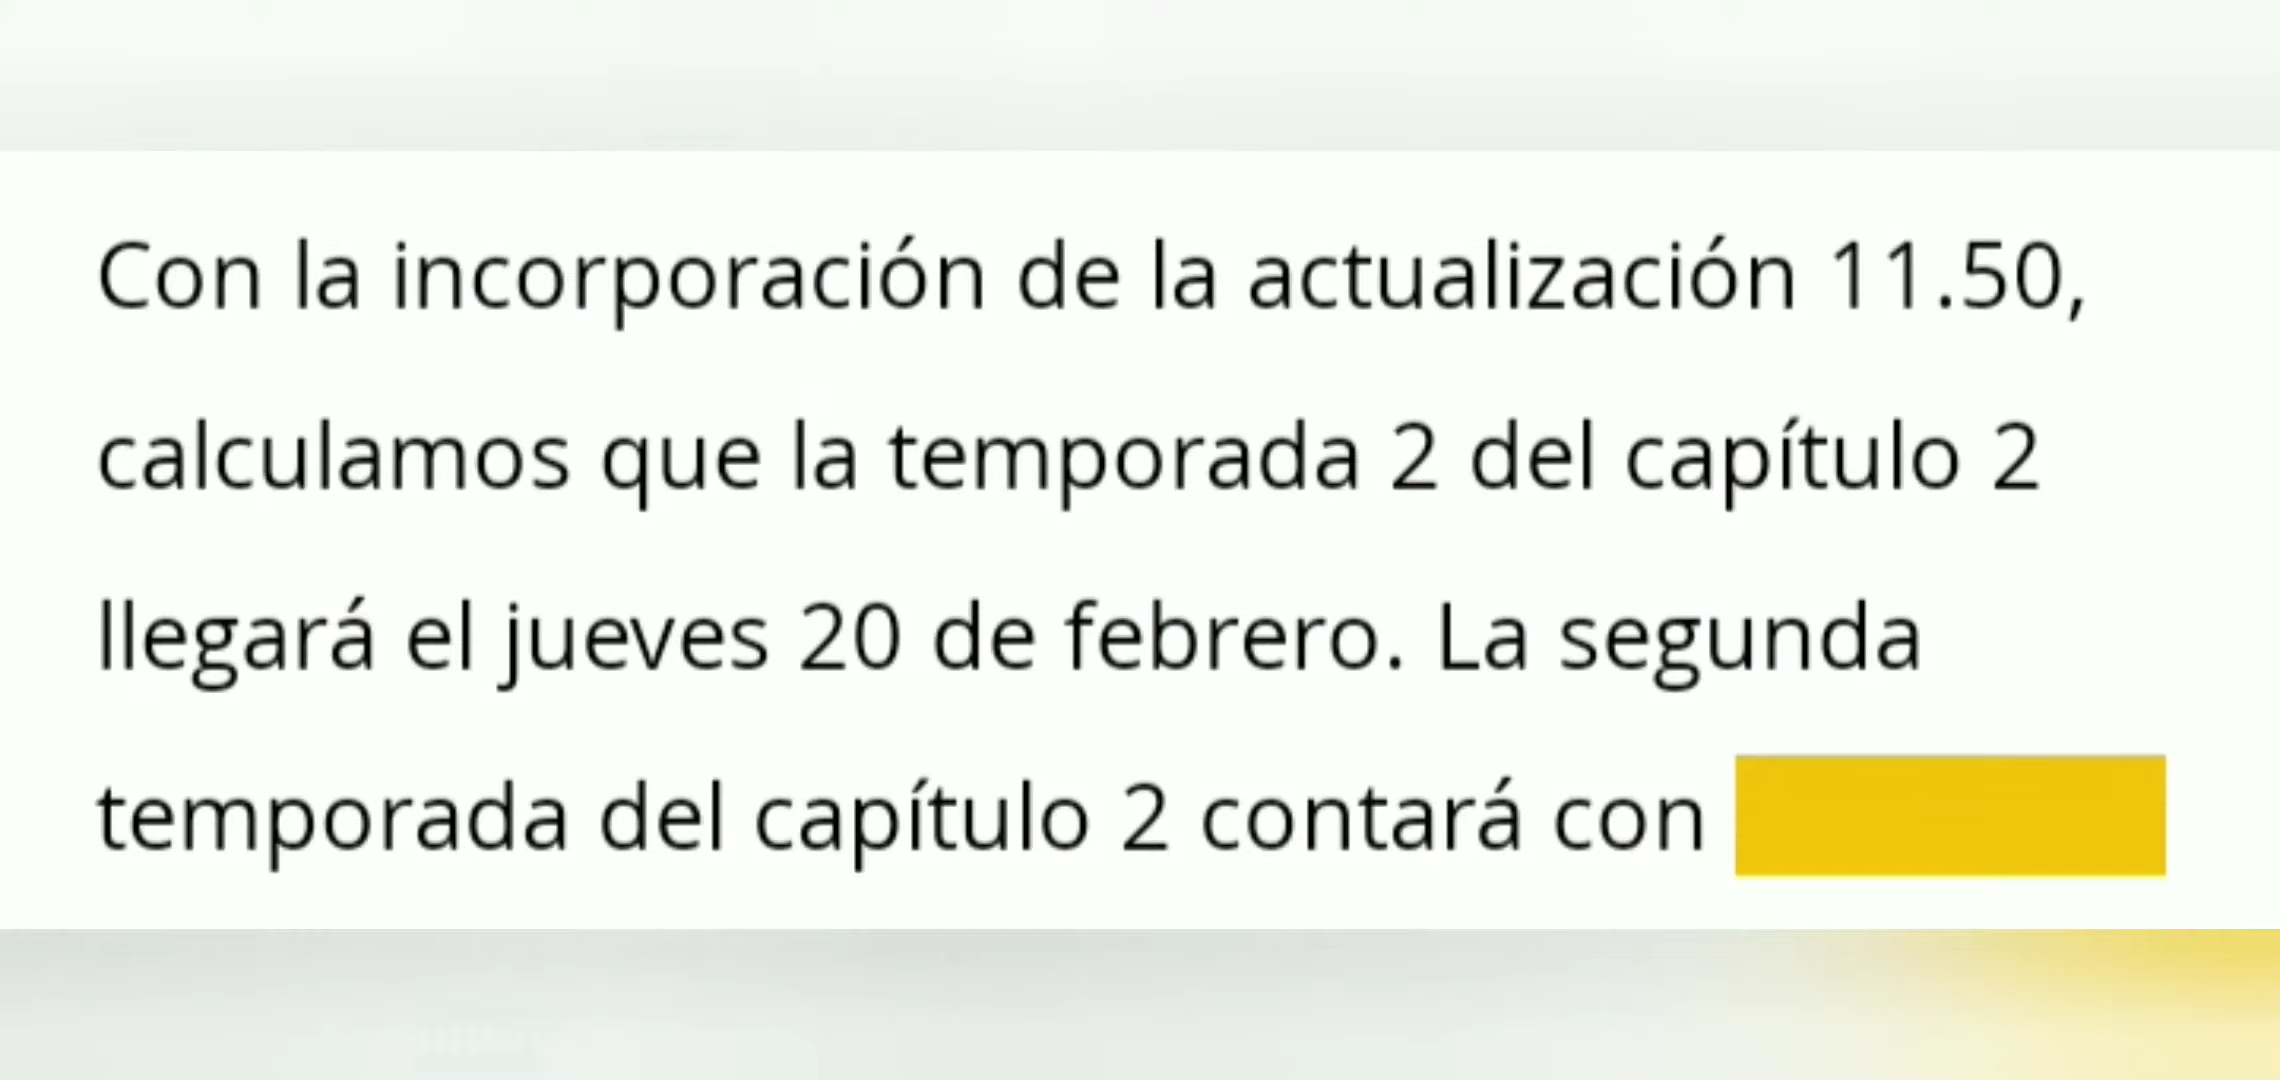 Con la incorporación de la actualización 11.50,
calculamos que la temporada 2 del capítulo 2
llegará el jueves 20 de febrero. La segunda
temporada del capítulo 2 contará con